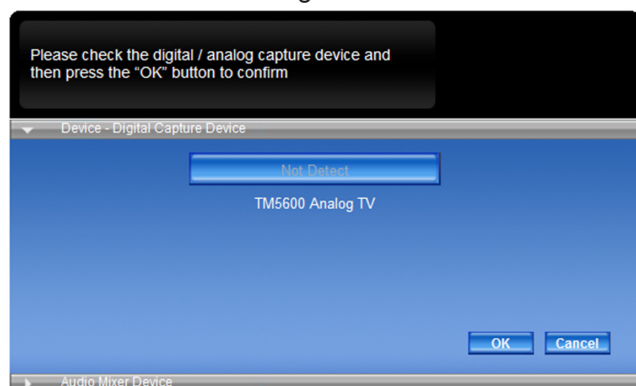 Please check the digital / analog capture device and
then press the “OK” button to confirm
Device - Digital Capture Device
Not Detect
TM5600 Analog TV
OK Cancel
Audio Mixer Device